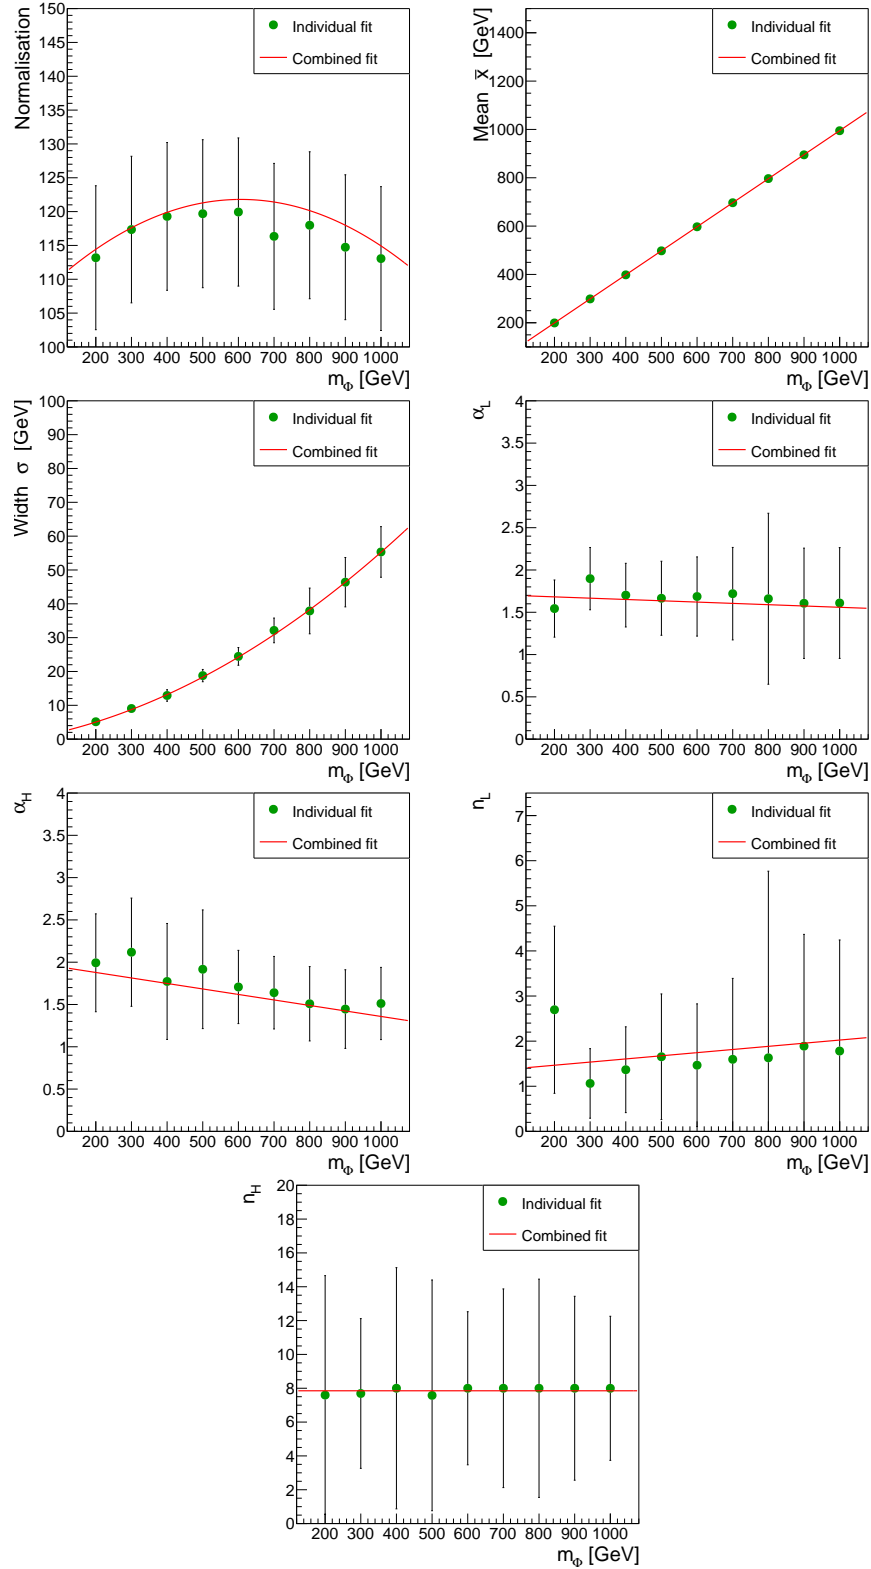 Normalisation
150
145
140
135
130
125
120
115
110
105
100
200 300 400 500 600 700 800 900 1000
m_Φ [GeV]
Individual fit
Combined fit
Mean x̅ [GeV]
1400
1200
1000
800
600
400
200
200 300 400 500 600 700 800 900 1000
m_Φ [GeV]
Individual fit
Combined fit
Width σ [GeV]
100
90
80
70
60
50
40
30
20
10
0
200 300 400 500 600 700 800 900 1000
m_Φ [GeV]
Individual fit
Combined fit
α_L
4
3.5
3
2.5
2
1.5
1
0.5
0
200 300 400 500 600 700 800 900 1000
m_Φ [GeV]
Individual fit
Combined fit
α_H
4
3.5
3
2.5
2
1.5
1
0.5
0
200 300 400 500 600 700 800 900 1000
m_Φ [GeV]
Individual fit
Combined fit
n_L
7
6
5
4
3
2
1
0
200 300 400 500 600 700 800 900 1000
m_Φ [GeV]
Individual fit
Combined fit
n_H
20
18
16
14
12
10
8
6
4
2
0
200 300 400 500 600 700 800 900 1000
m_Φ [GeV]
Individual fit
Combined fit